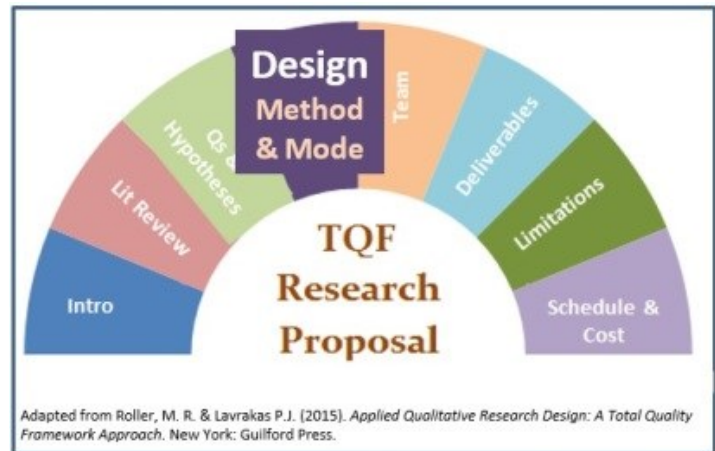 Design
Method
& Mode
Intro
Lit Review
Qs &
Hypotheses
Team
Deliverables
Limitations
Schedule &
Cost
TQF
Research
Proposal
Adapted from Roller, M. R. & Lavrakas P.J. (2015). Applied Qualitative Research Design: A Total Quality
Framework Approach. New York: Guilford Press.